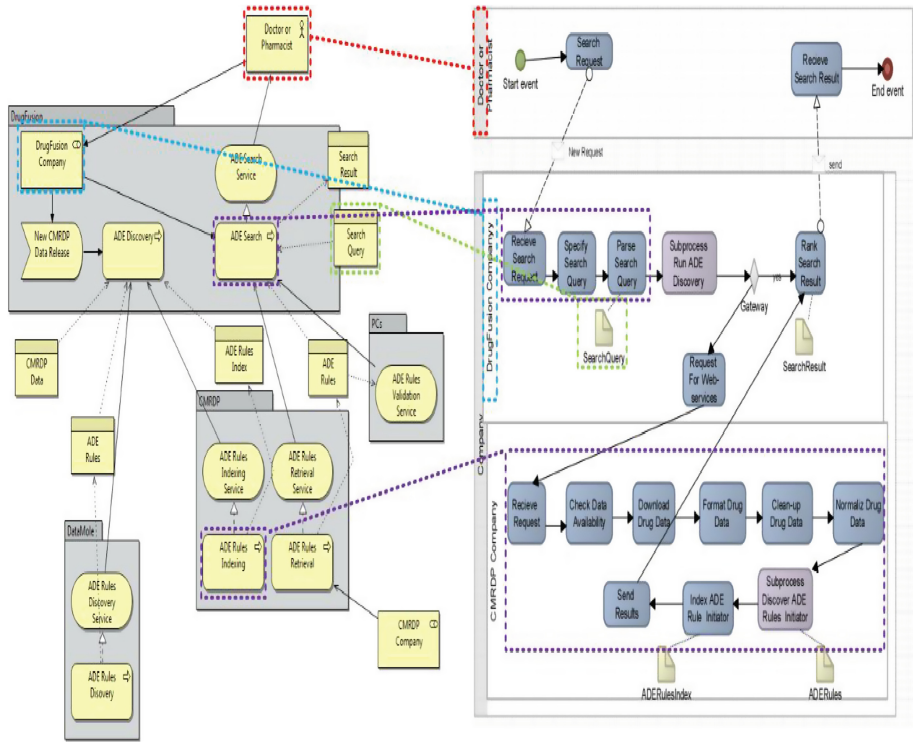 Doctor or
Pharmacist
DrugFusion
DrugFusion
Company
ADE Search
Service
Search
Result
New CMRDP
Data Release
ADE Discovery
ADE Search
Search
Query
CMRDP
Data
ADE Rules
Index
ADE
Rules
PCs
ADE Rules
Validation
Service
ADE
Rules
CMRDP
ADE Rules
Indexing
Service
ADE Rules
Retrieval
Service
ADE Rules
Indexing
ADE Rules
Retrieval
DataMole
ADE Rules
Discovery
Service
ADE Rules
Disovery
CMRDP
Company
Doctor or
Pharmacist
Start event
Search
Request
Recieve
Search Result
End event
New Request
send
Company
DrugFusion Companyy
Recieve
Search
Request
Specify
Search
Query
Parse
Search
Query
Subprocess
Run ADE
Discovery
Gateway
yes
Rank
Search
Result
SearchQuery
SearchResult
Request
For Web-
services
CMRDP Company
Recieve
Request
Check Data
Availability
Download
Drug Data
Format Drug
Data
Clean-up
Drug Data
Normaliz Drug
Data
Send
Results
Index ADE
Rule Initiator
Subprocess
Discover ADE
Rules Initiator
ADERulesIndex
ADERules